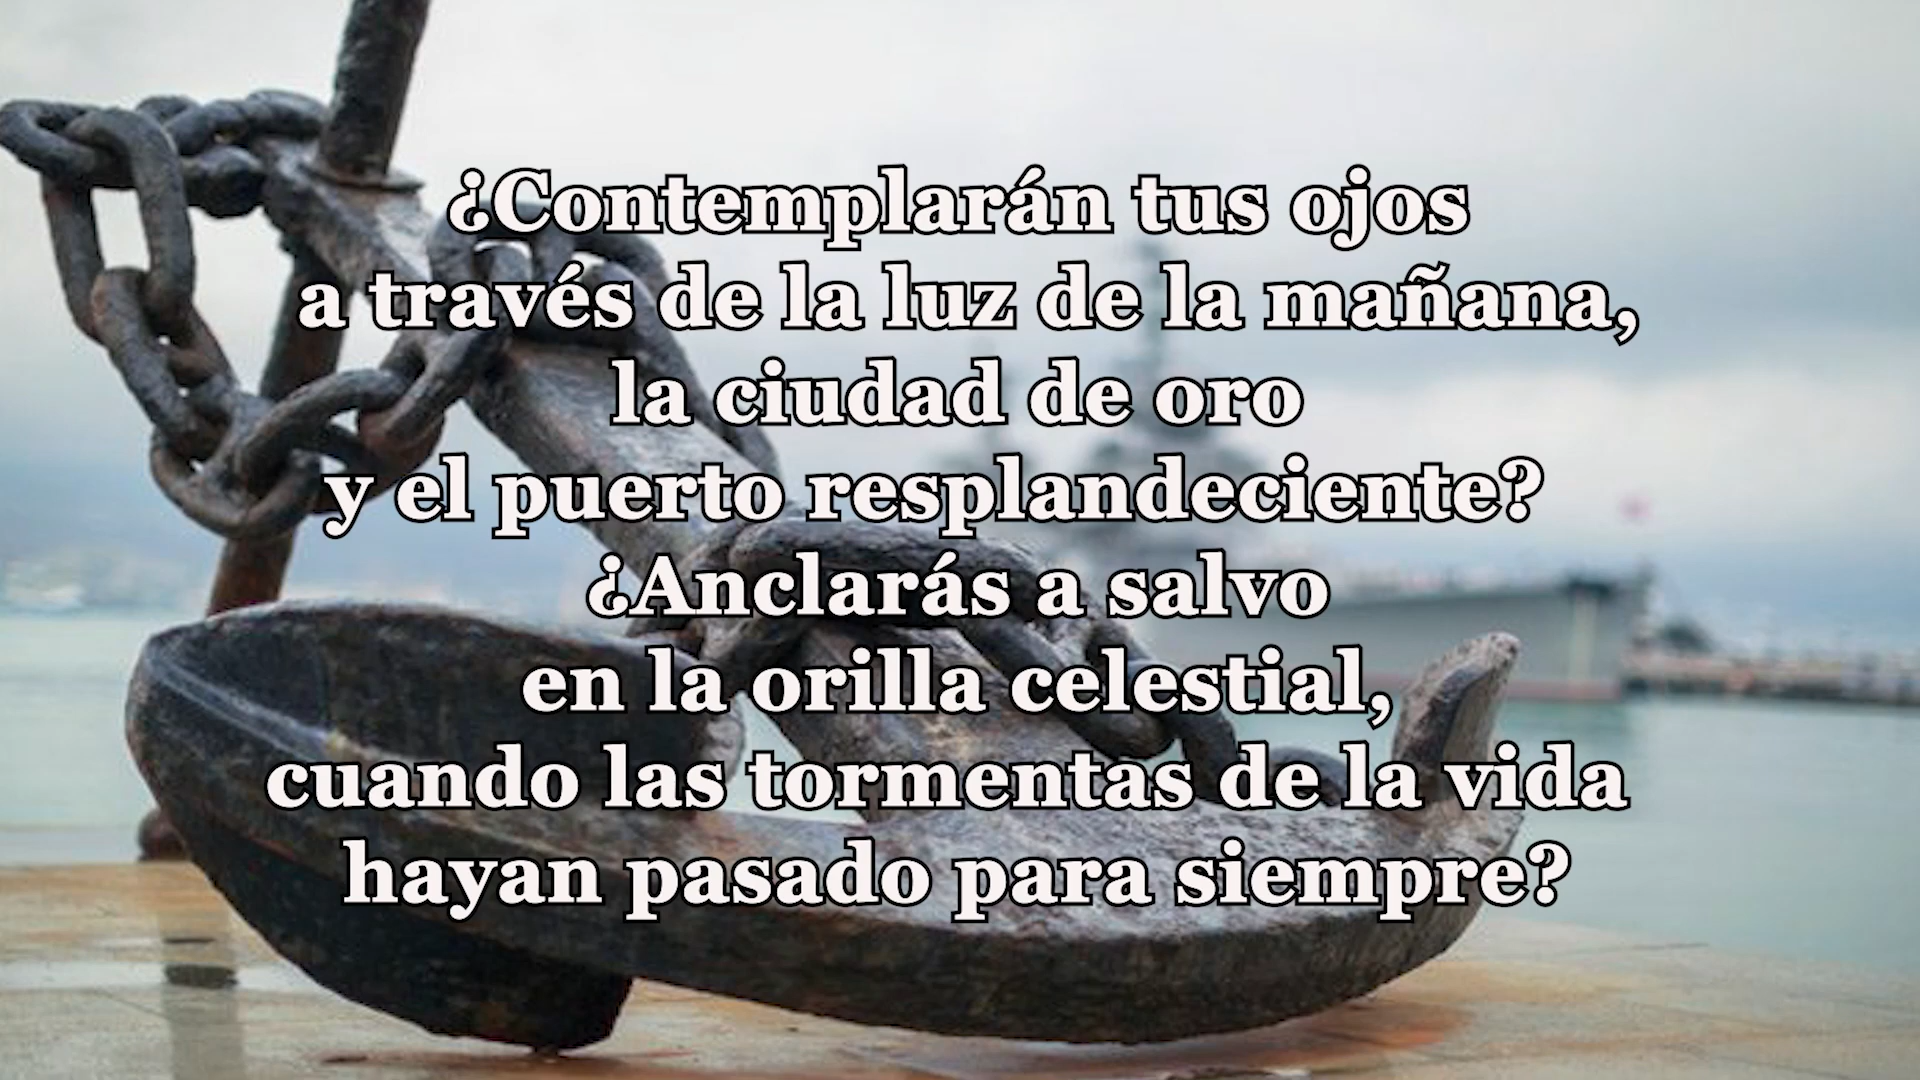 ¿Contemplarán tus ojos
a través de la luz de la mañana,
la ciudad de oro
y el puerto resplandeciente?
¿Anclarás a salvo
en la orilla celestial,
cuando las tormentas de la vida
hayan pasado para siempre?